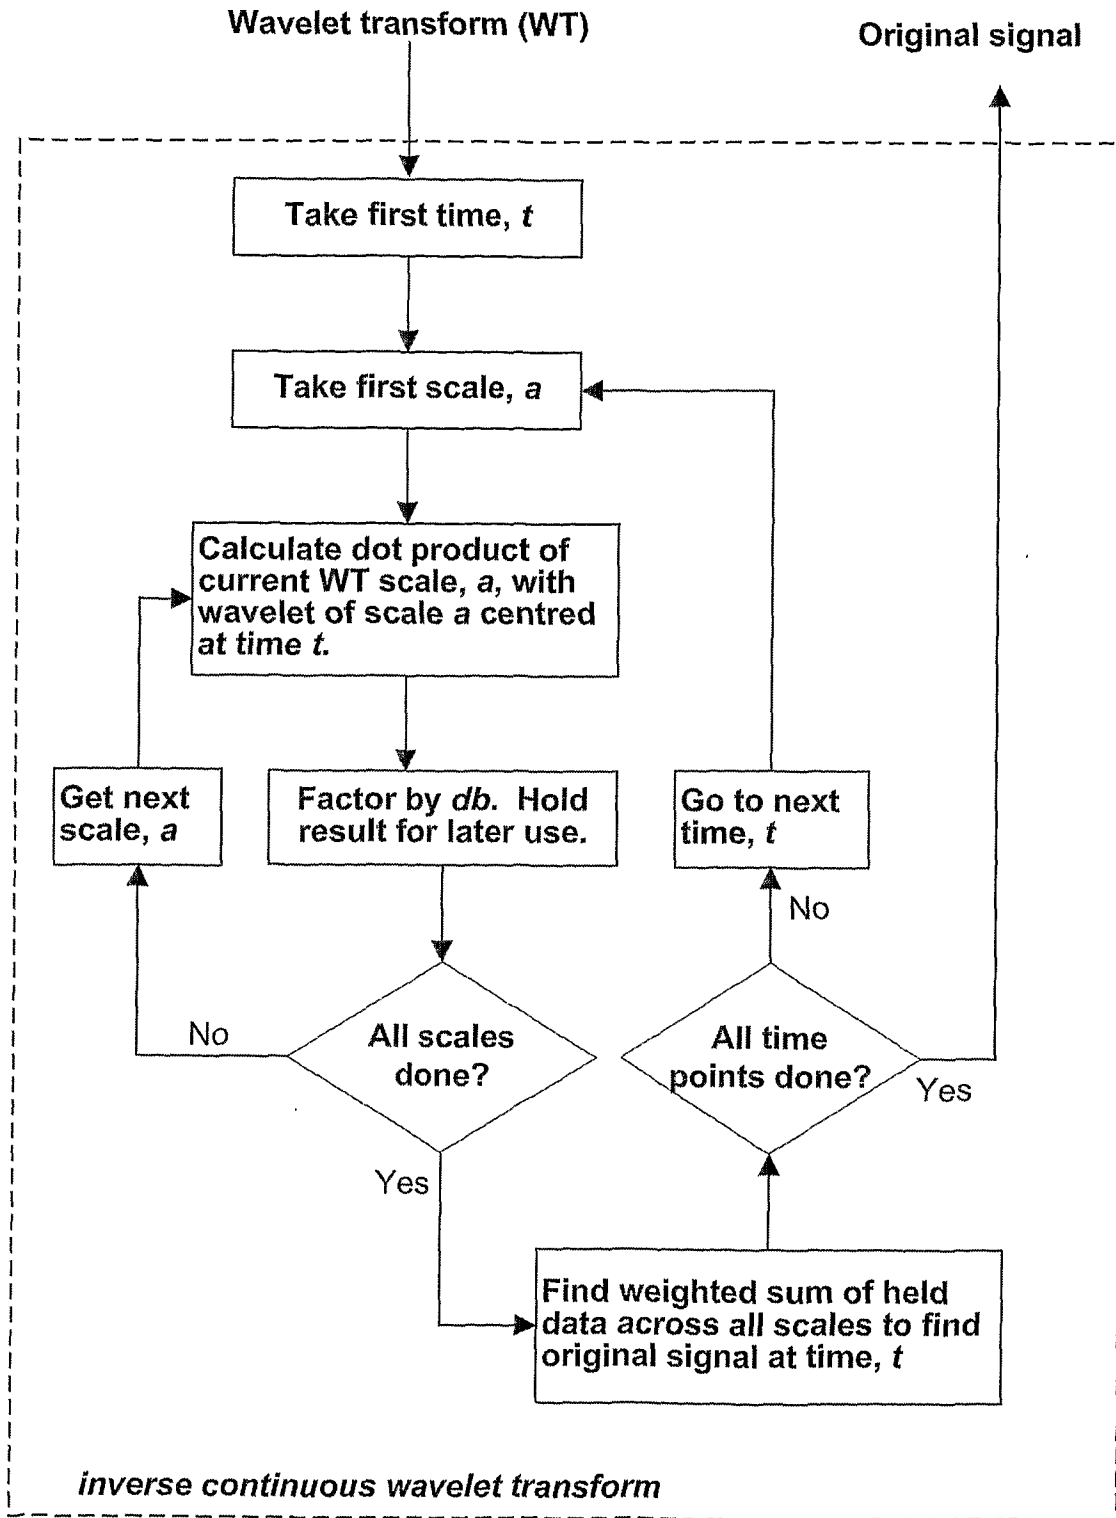 Wavelet transform (WT)
Original signal
Take first time, t
Take first scale, a
Calculate dot product of
current WT scale, a, with
wavelet of scale a centred
at time t.
Get next
scale, a
Factor by db. Hold
result for later use.
Go to next
time, t
No
No
All scales
done?
All time
points done?
Yes
Yes
Find weighted sum of held
data across all scales to find
original signal at time, t
inverse continuous wavelet transform